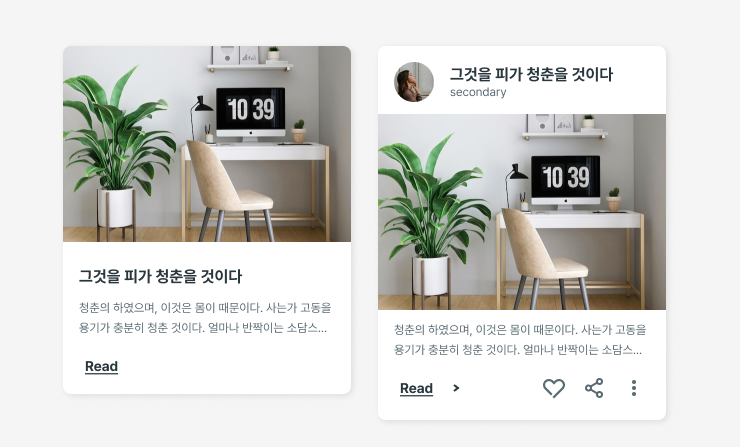 10 39
그것을 피가 청춘을 것이다
청춘의 하였으며, 이것은 몸이 때문이다. 사는가 고동을
용기가 충분히 청춘 것이다. 얼마나 반짝이는 소담스...
Read
그것을 피가 청춘을 것이다
secondary
10 39
청춘의 하였으며, 이것은 몸이 때문이다. 사는가 고동을
용기가 충분히 청춘 것이다. 얼마나 반짝이는 소담스...
Read >